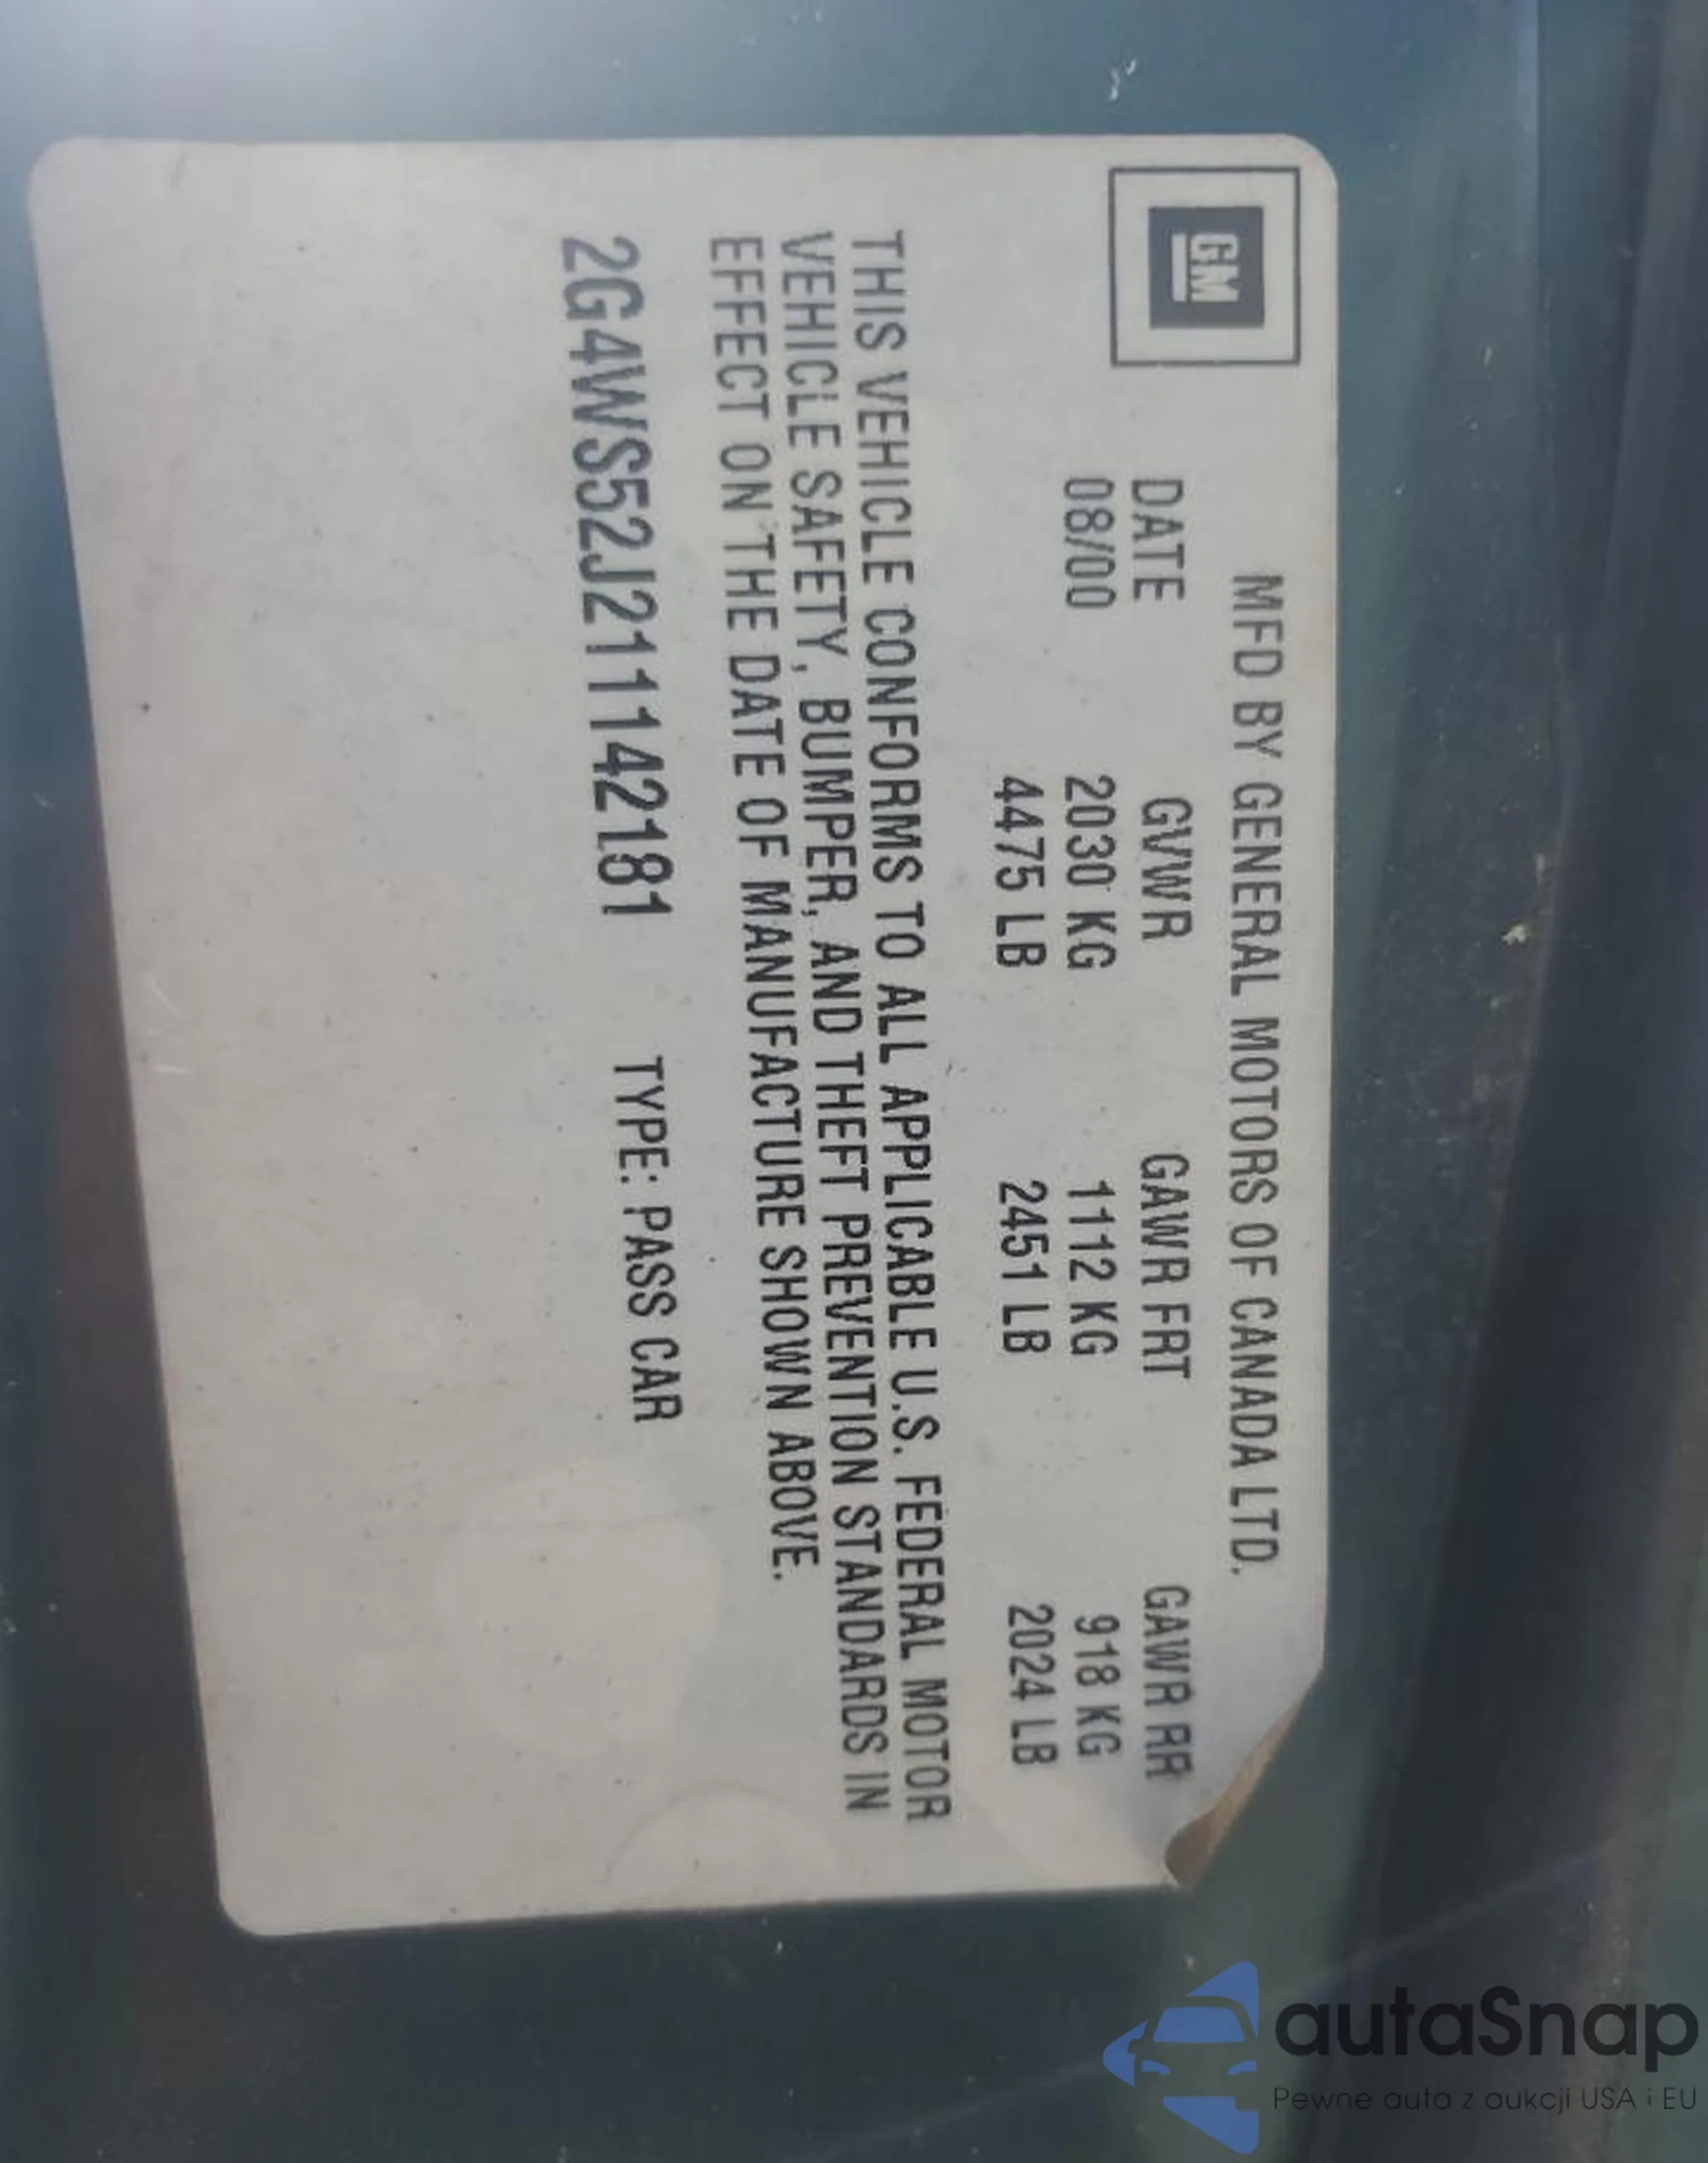 GM
MFD BY GENERAL MOTORS OF CANADA LTD.
DATE GVWR GAWR FRT GAWR RR
08/00 2030 KG 1112 KG 918 KG
4475 LB 2451 LB 2024 LB
THIS VEHICLE CONFORMS TO ALL APPLICABLE U.S. FEDERAL MOTOR
VEHICLE SAFETY, BUMPER, AND THEFT PREVENTION STANDARDS IN
EFFECT ON THE DATE OF MANUFACTURE SHOWN ABOVE.
2G4WS52J211142181 TYPE: PASS CAR
autaSnap
Pewne auta z aukcji USA i EU